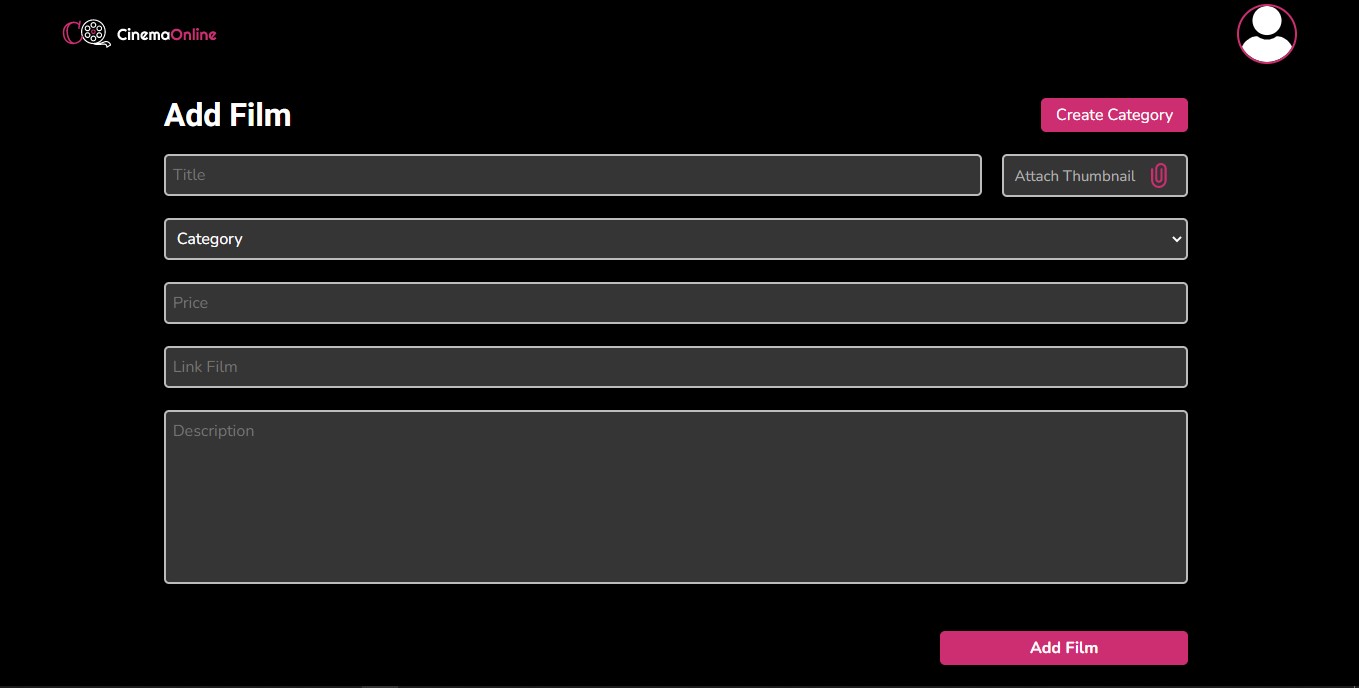 CinemaOnline
Add Film
Create Category
Title
Attach Thumbnail
Category
Price
Link Film
Description
Add Film